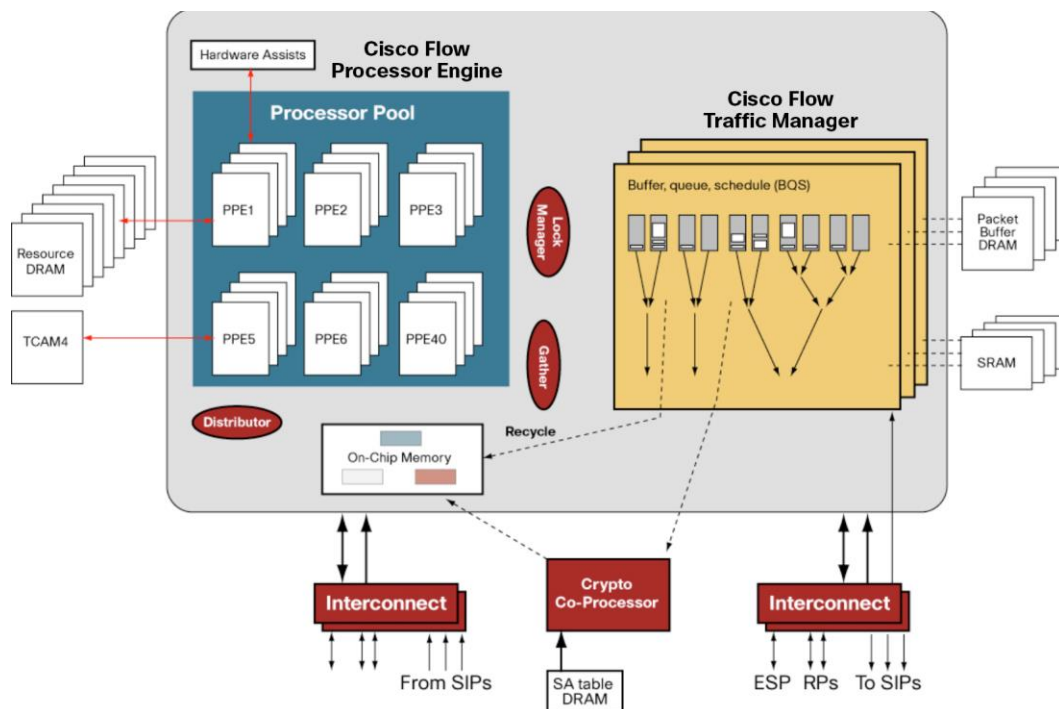 Hardware Assists
Cisco Flow
Processor Engine
Processor Pool
PPE1
PPE2
PPE3
PPE5
PPE6
PPE40
Resource
DRAM
TCAM4
Lock
Manager
Gather
Distributor
Cisco Flow
Traffic Manager
Buffer, queue, schedule (BQS)
Packet
Buffer
DRAM
SRAM
Recycle
On-Chip Memory
Interconnect
From SIPs
Crypto
Co-Processor
SA table
DRAM
Interconnect
ESP RPs To SIPs